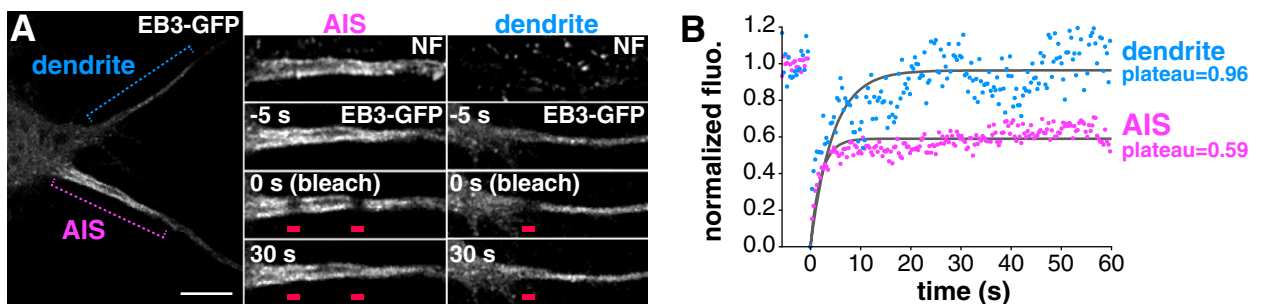 A
EB3-GFP
dendrite
AIS
AIS
dendrite
NF
NF
-5 s
EB3-GFP
-5 s
EB3-GFP
0 s (bleach)
0 s (bleach)
30 s
30 s
B
normalized fluo.
1.2
1.0
0.8
0.6
0.4
0.2
0.0
0
10
20
30
40
50
60
time (s)
dendrite
plateau=0.96
AIS
plateau=0.59